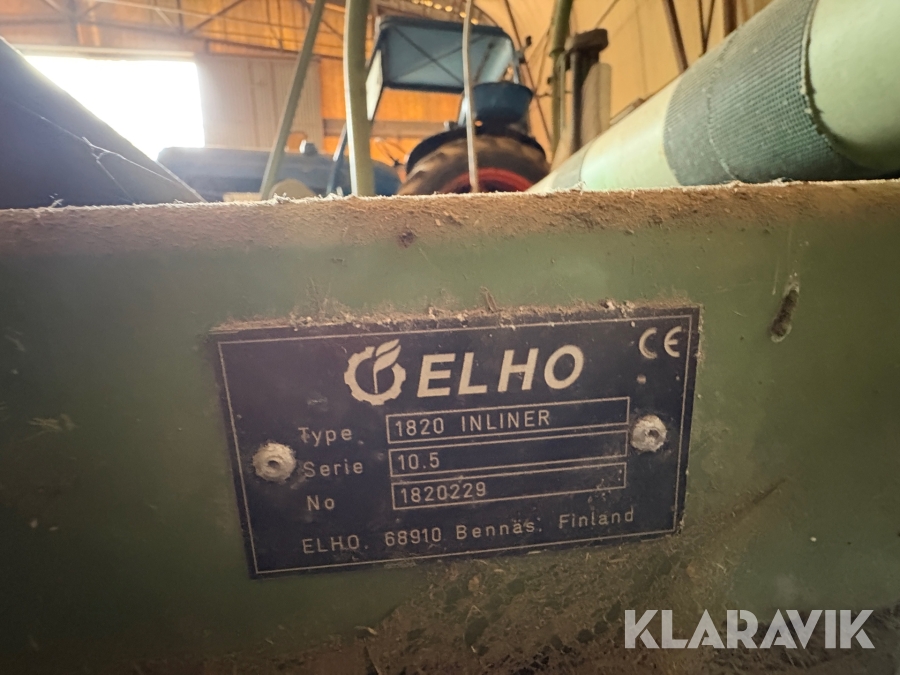 ELHO CE
Type 1820 INLINER
Serie 10.5
No 1820229
ELHO, 68910 Bennäs, Finland
KLARAVIK